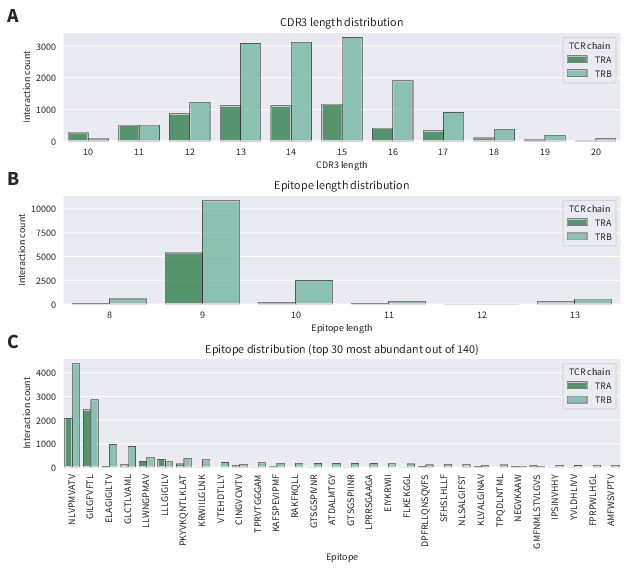 A
CDR3 length distribution
Interaction count
3000
2000
1000
0
TCR chain
TRA
TRB
10 11 12 13 14 15 16 17 18 19 20
CDR3 length
B
Epitope length distribution
Interaction count
10000
7500
5000
2500
0
TCR chain
TRA
TRB
8 9 10 11 12 13
Epitope length
C
Epitope distribution (top 30 most abundant out of 140)
Interaction count
4000
3000
2000
1000
0
TCR chain
TRA
TRB
NLVPMVATV
GILGFVFTL
ELAGIGILTV
GLCTLVAML
LLWNGPMAV
LLLGIGILV
PKYVKQNTLKLAT
KRWIILGLNK
VTEHDTLLY
CINGVCWTV
TPRVTGGGAM
KAFSPEVIPMF
RAKFKQLL
GTSGSPIVNR
ATDALMTGY
GTSGSPIINR
LPRRSGAAGA
EIYKRWII
FLKEKGGL
DPFRLLQNSQVFS
SFHSLHLLF
NLSALGIFST
KLVALGINAV
TPQDLNTML
NEGVKAAW
GMFNMLSTVLGVS
IPSINVHHY
YVLDHLIVV
FPRPWLHGL
AMFWSVPTV
Epitope